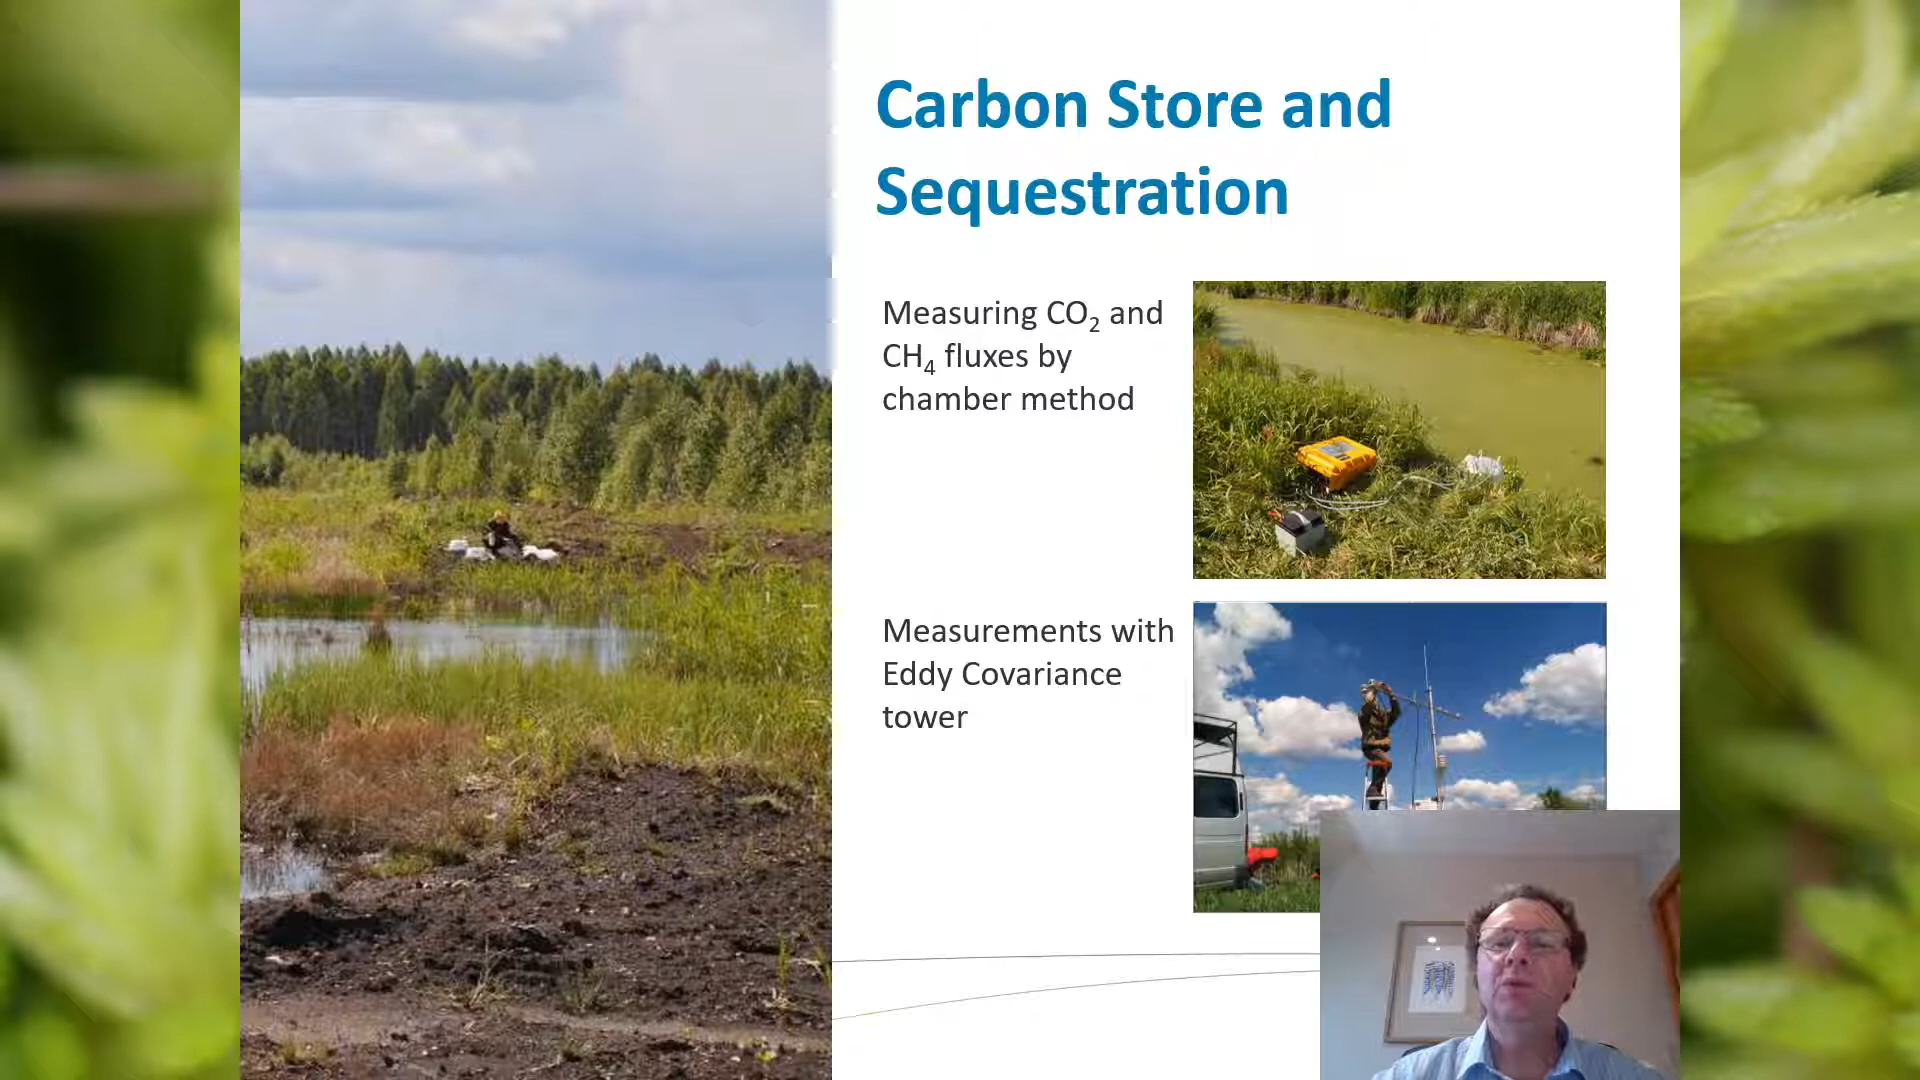 Carbon Store and
Sequestration
Measuring CO₂ and
CH₄ fluxes by
chamber method
Measurements with
Eddy Covariance
tower